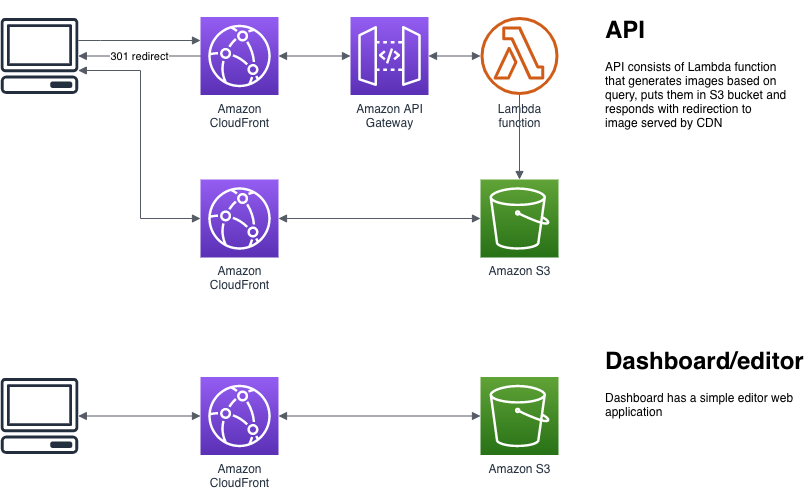 API
301 redirect
API consists of Lambda function
that generates images based on
query, puts them in S3 bucket and
responds with redirection to
image served by CDN
Amazon
CloudFront
Amazon API
Gateway
Lambda
function
Amazon
CloudFront
Amazon S3
Dashboard/editor
Dashboard has a simple editor web
application
Amazon
CloudFront
Amazon S3